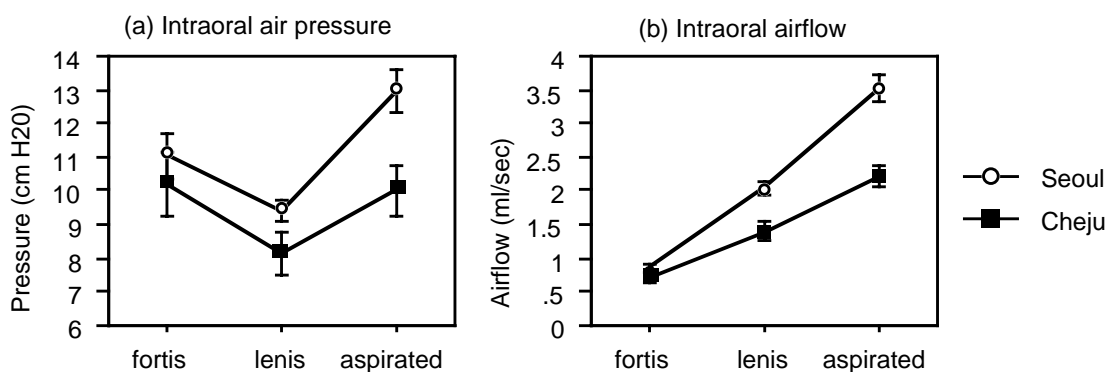 (a) Intraoral air pressure
Pressure (cm H20)
14
13
12
11
10
9
8
7
6
fortis lenis aspirated
(b) Intraoral airflow
Airflow (ml/sec)
4
3.5
3
2.5
2
1.5
1
.5
0
fortis lenis aspirated
Seoul
Cheju